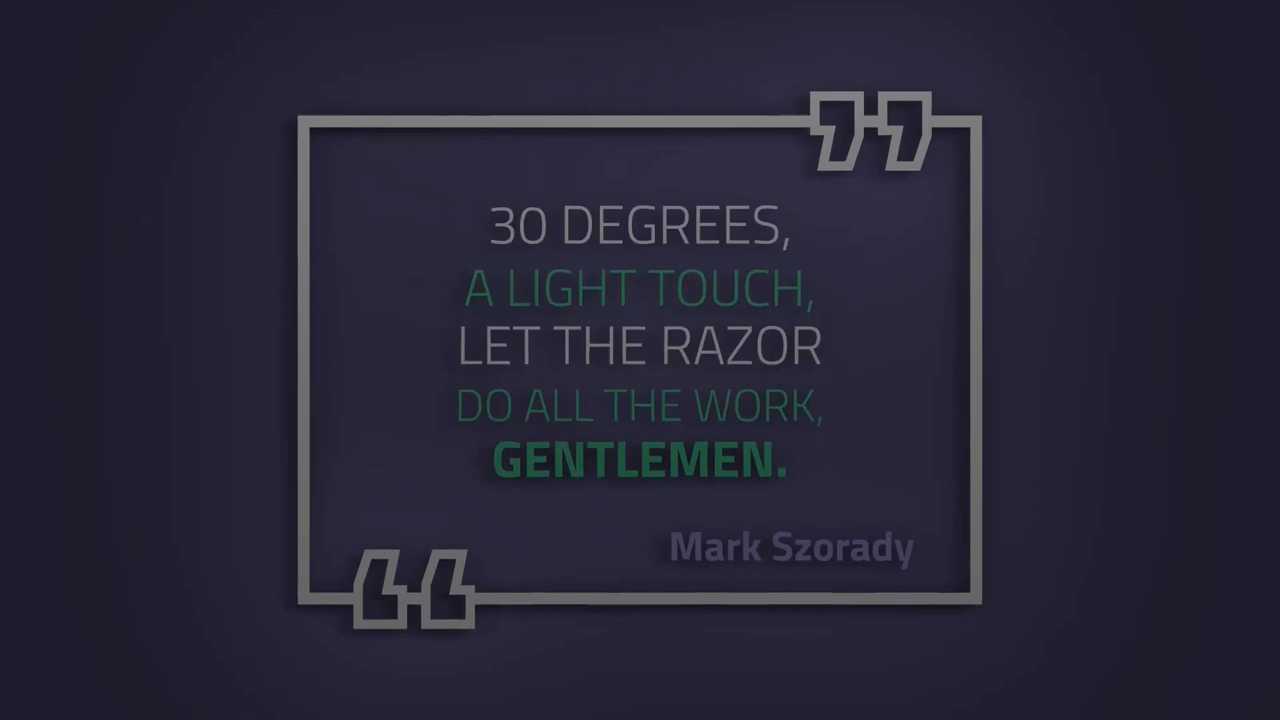 30 DEGREES,
A LIGHT TOUCH,
LET THE RAZOR
DO ALL THE WORK,
GENTLEMEN.
Mark Szorady